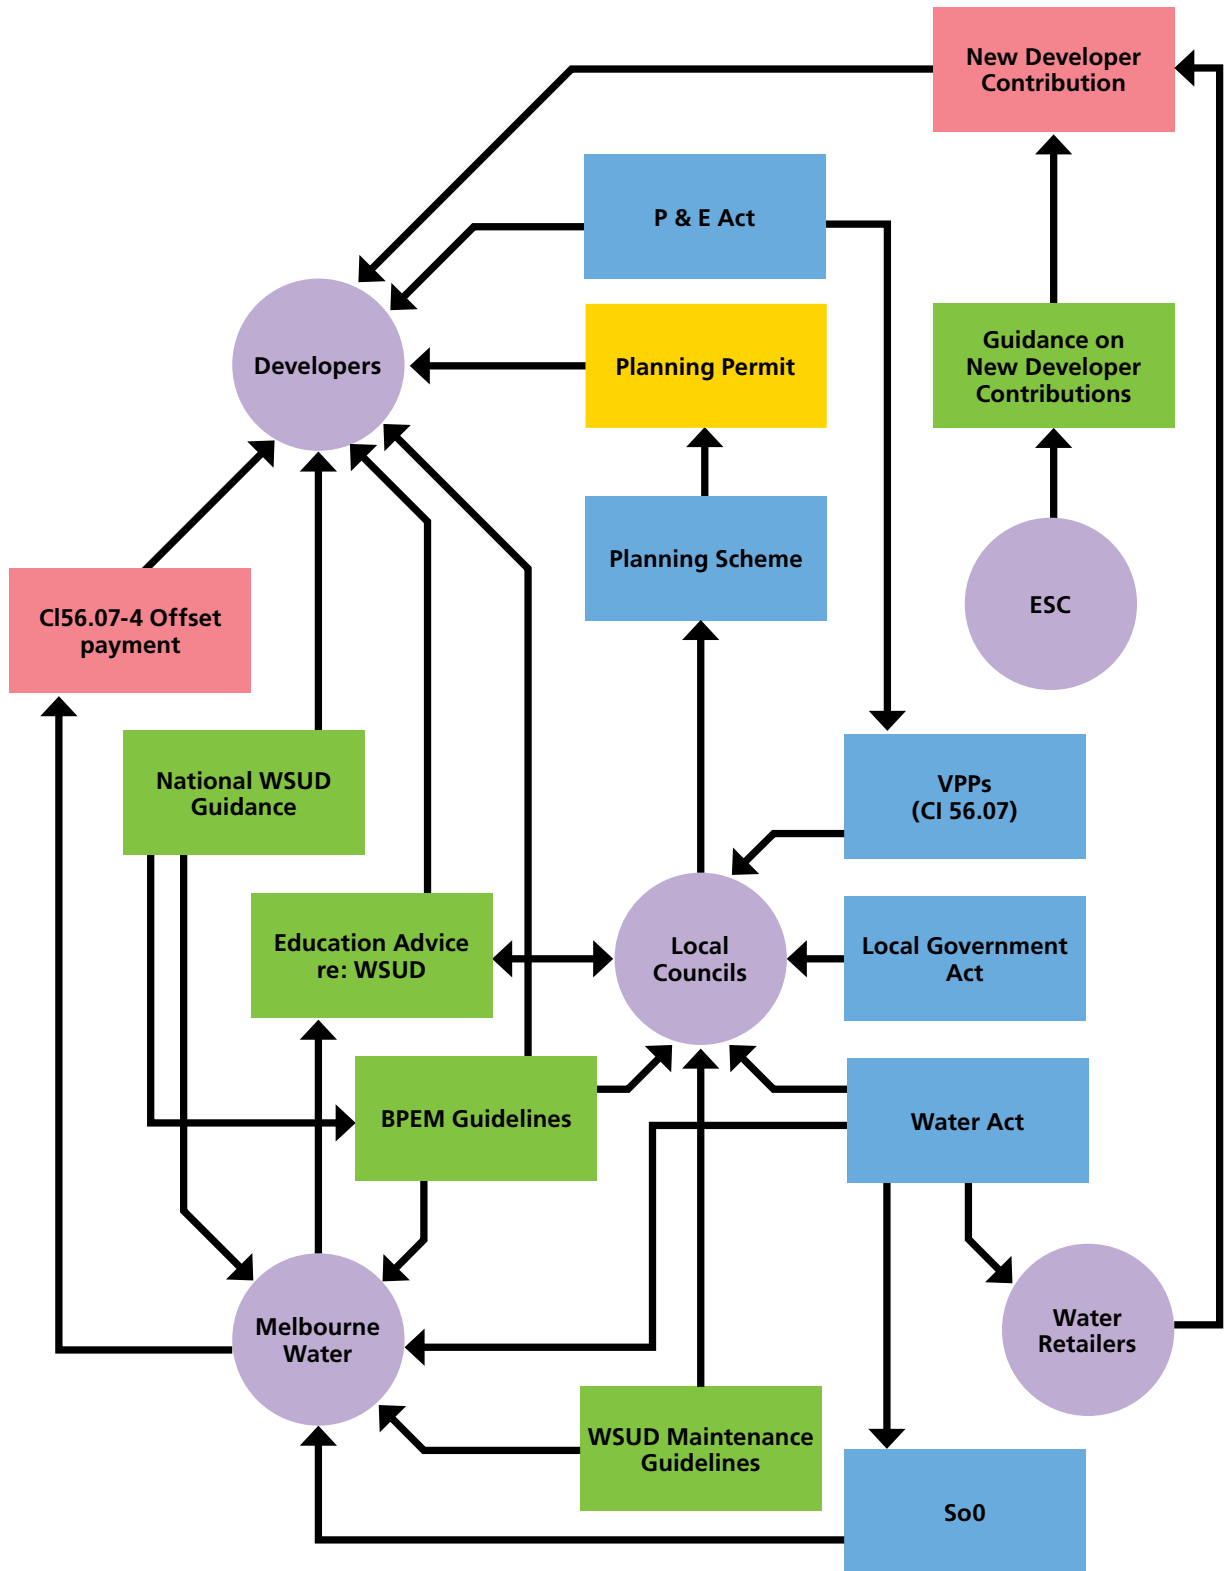 New Developer
Contribution
P & E Act
Developers
Planning Permit
Guidance on
New Developer
Contributions
Planning Scheme
Cl56.07-4 Offset
payment
ESC
National WSUD
Guidance
VPPs
(CI 56.07)
Education Advice
re: WSUD
Local
Councils
Local Government
Act
BPEM Guidelines
Water Act
Melbourne
Water
Water
Retailers
WSUD Maintenance
Guidelines
So0